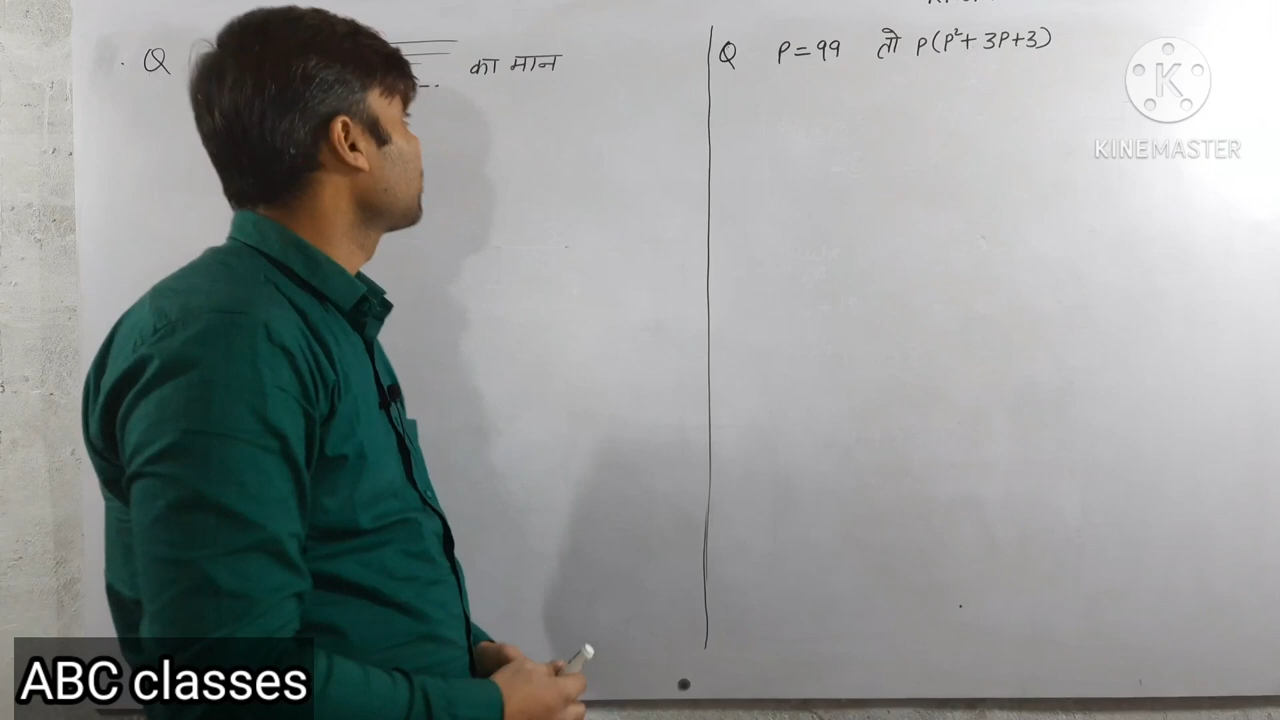 Q का मान
Q P=99 तो P(P²+3P+3)
K
KINEMASTER
ABC classes